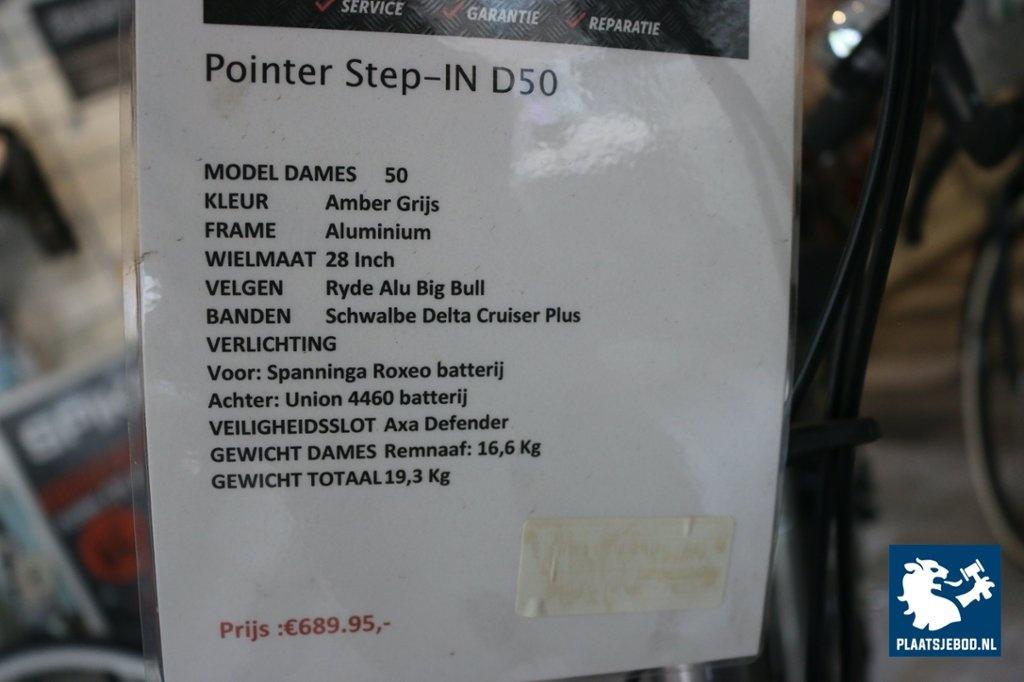 SERVICE GARANTIE REPARATIE
Pointer Step-IN D50
MODEL DAMES 50
KLEUR Amber Grijs
FRAME Aluminium
WIELMAAT 28 Inch
VELGEN Ryde Alu Big Bull
BANDEN Schwalbe Delta Cruiser Plus
VERLICHTING
Voor: Spanninga Roxeo batterij
Achter: Union 4460 batterij
VEILIGHEIDSSLOT Axa Defender
GEWICHT DAMES Remnaaf: 16,6 Kg
GEWICHT TOTAAL 19,3 Kg
Prijs :€689.95,-
PLAATSJEBOD.NL